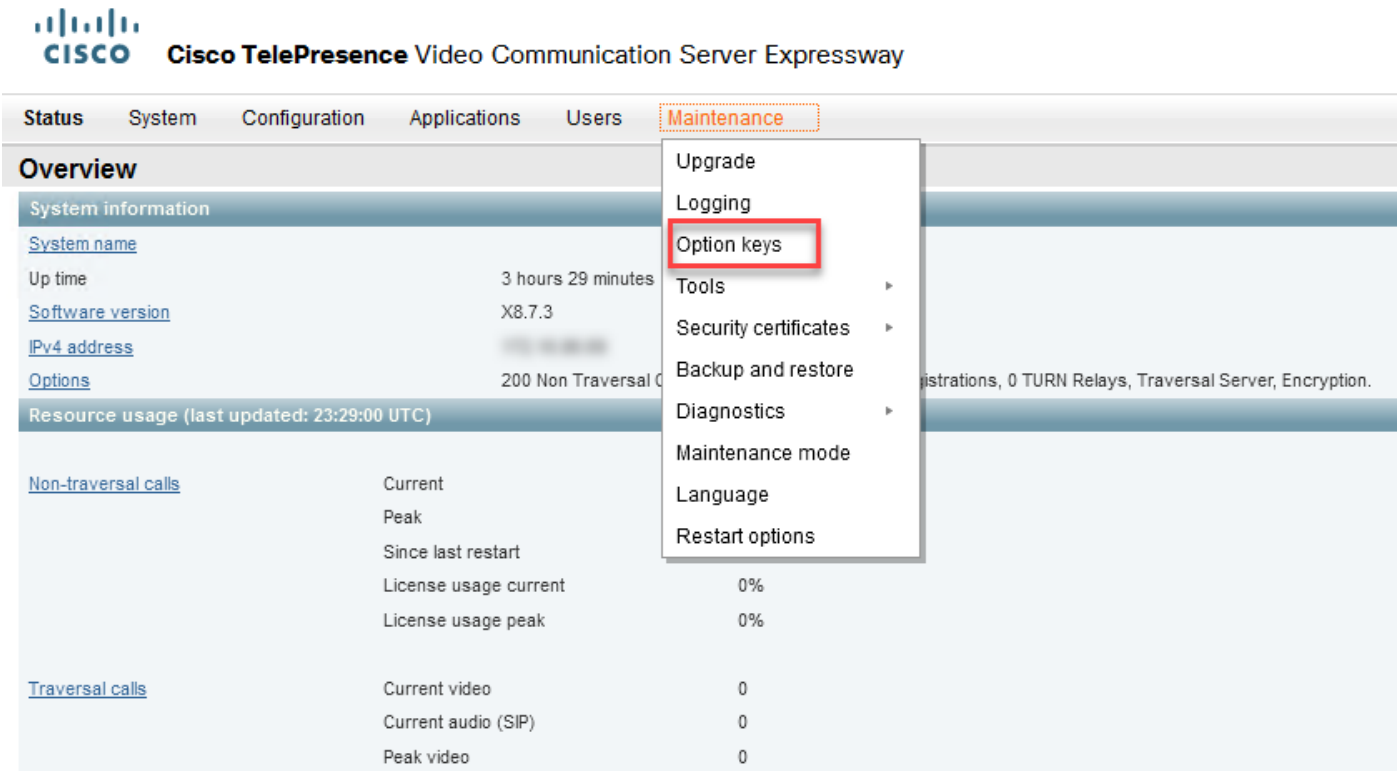 CISCO Cisco TelePresence Video Communication Server Expressway
Status System Configuration Applications Users Maintenance
Overview
Upgrade
Logging
Option keys
Tools
Security certificates
Backup and restore
Diagnostics
Maintenance mode
Language
Restart options
System information
System name
Up time 3 hours 29 minutes
Software version X8.7.3
IPv4 address
Options 200 Non Traversal istrations, 0 TURN Relays, Traversal Server, Encryption.
Resource usage (last updated: 23:29:00 UTC)
Non-traversal calls Current
Peak
Since last restart
License usage current 0%
License usage peak 0%
Traversal calls Current video 0
Current audio (SIP) 0
Peak video 0